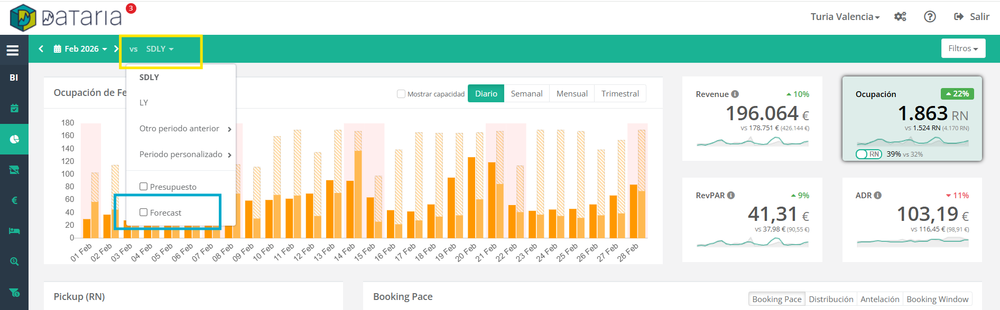 DATARIA 3
Turia Valencia
Salir
Feb 2026
vs SDLY
Filtros
BI
SDLY
LY
Otro periodo anterior
Periodo personalizado
Presupuesto
Forecast
Ocupación de Fe
Mostrar capacidad
Diario
Semanal
Mensual
Trimestral
180
160
140
120
100
80
60
40
20
0
01 Feb
02 Feb
03 Feb
04 Feb
05 Feb
06 Feb
07 Feb
08 Feb
09 Feb
10 Feb
11 Feb
12 Feb
13 Feb
14 Feb
15 Feb
16 Feb
17 Feb
18 Feb
19 Feb
20 Feb
21 Feb
22 Feb
23 Feb
24 Feb
25 Feb
26 Feb
27 Feb
28 Feb
Revenue
10%
196.064 €
vs 178.751 € (426.144 €)
Ocupación
22%
1.863 RN
vs 1.524 RN (4.170 RN)
RN
39% vs 32%
RevPAR
9%
41,31 €
vs 37,98 € (90,55 €)
ADR
11%
103,19 €
vs 116,45 € (98,91 €)
Pickup (RN)
Booking Pace
Booking Pace
Distribución
Antelación
Booking Window